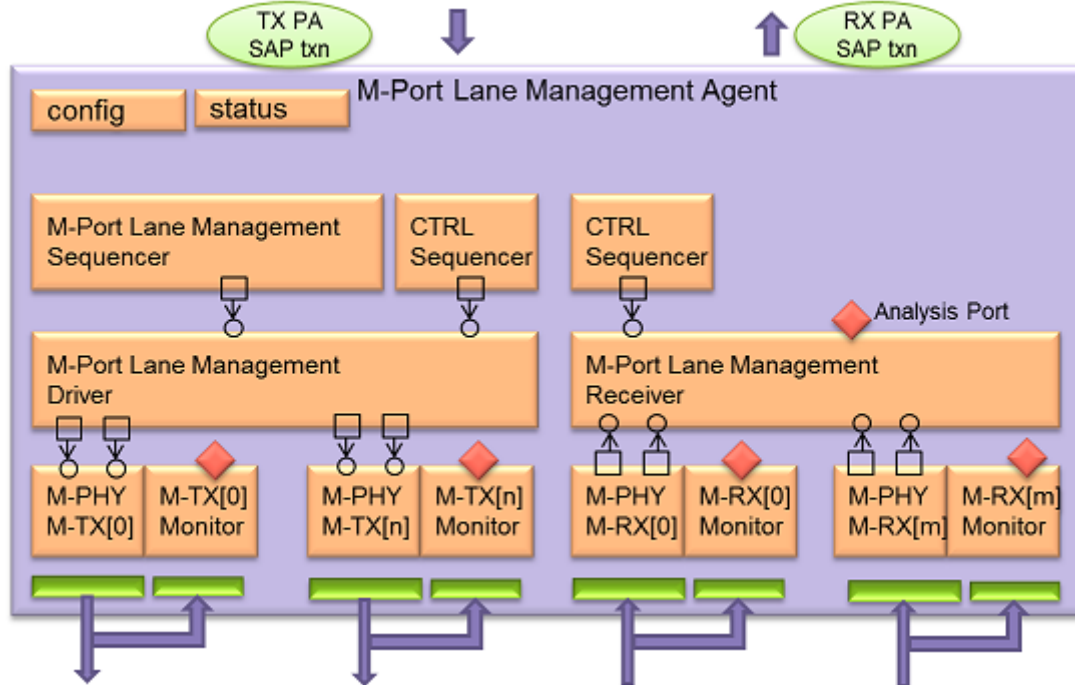 TX PA
SAP txn
RX PA
SAP txn
M-Port Lane Management Agent
config
status
M-Port Lane Management
Sequencer
CTRL
Sequencer
CTRL
Sequencer
Analysis Port
M-Port Lane Management
Driver
M-Port Lane Management
Receiver
M-PHY
M-TX[0]
M-TX[0]
Monitor
M-PHY
M-TX[n]
M-TX[n]
Monitor
M-PHY
M-RX[0]
M-RX[0]
Monitor
M-PHY
M-RX[m]
M-RX[m]
Monitor